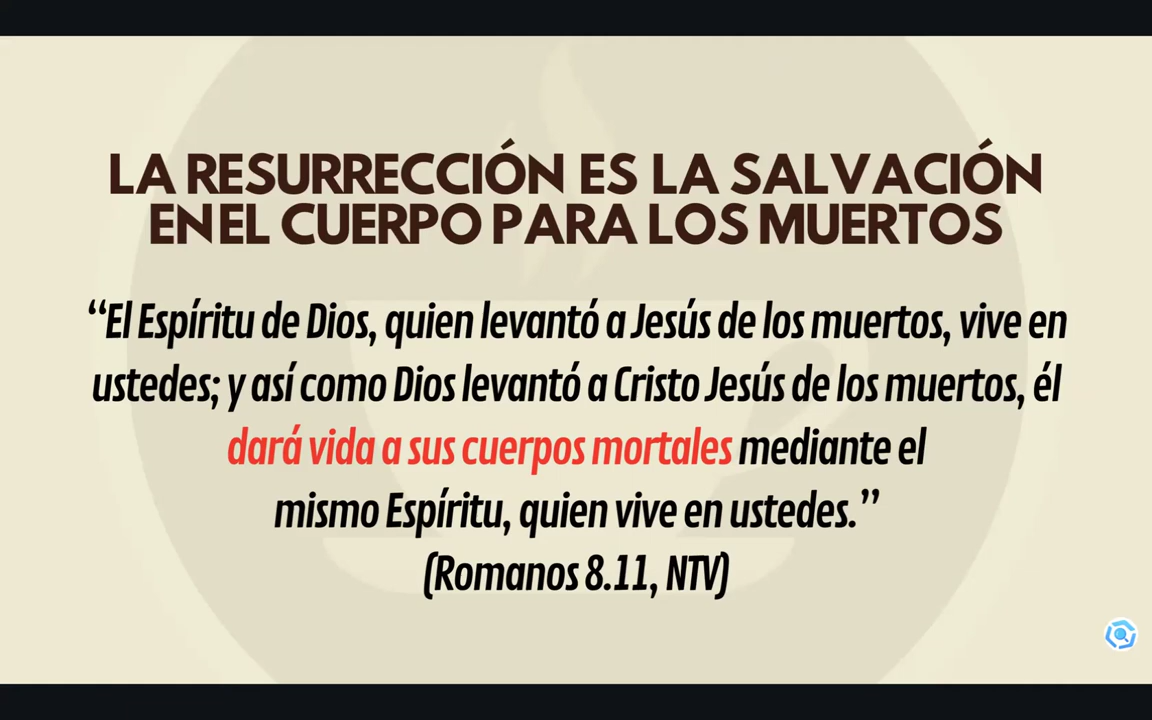 LA RESURRECCIÓN ES LA SALVACIÓN
EN EL CUERPO PARA LOS MUERTOS
“El Espíritu de Dios, quien levantó a Jesús de los muertos, vive en
ustedes; y así como Dios levantó a Cristo Jesús de los muertos, él
dará vida a sus cuerpos mortales mediante el
mismo Espíritu, quien vive en ustedes.”
(Romanos 8.11, NTV)